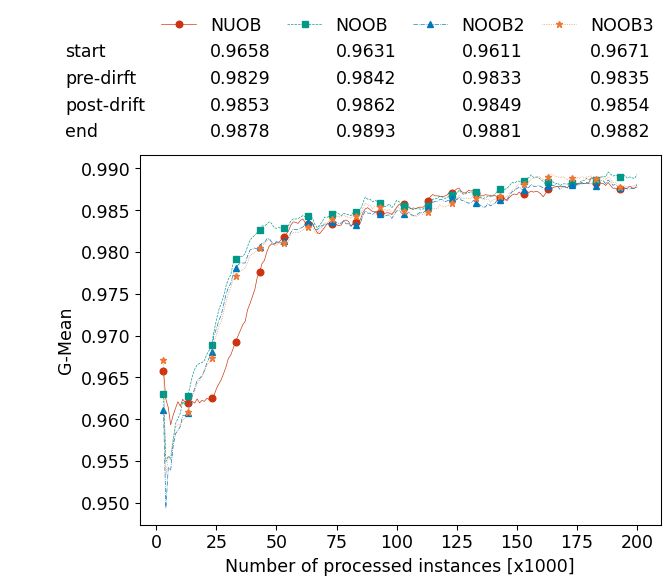 NUOB NOOB NOOB2 NOOB3
start 0.9658 0.9631 0.9611 0.9671
pre-dirft 0.9829 0.9842 0.9833 0.9835
post-drift 0.9853 0.9862 0.9849 0.9854
end 0.9878 0.9893 0.9881 0.9882
0.990
0.985
0.980
0.975
0.970
0.965
0.960
0.955
0.950
G-Mean
0 25 50 75 100 125 150 175 200
Number of processed instances [x1000]